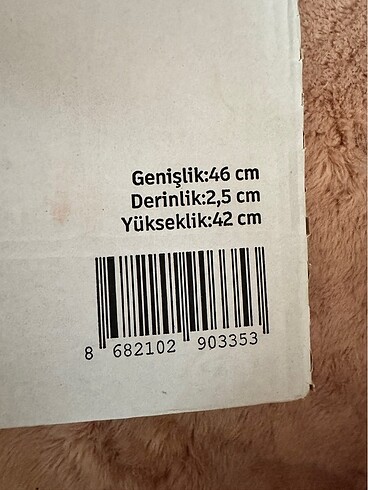 Genişlik:46 cm
Derinlik:2,5 cm
Yükseklik:42 cm
8 682102 903353